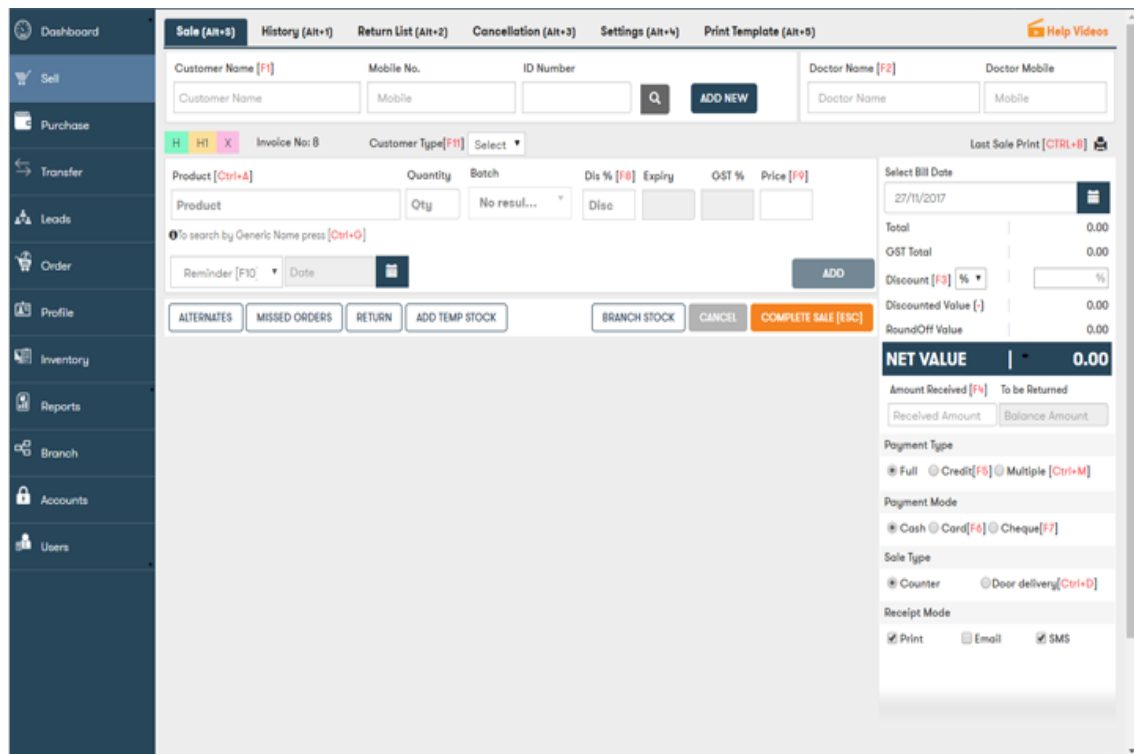 Dashboard
Sell
Purchase
Transfer
Leads
Order
Profile
Inventory
Reports
Branch
Accounts
Users
Sale (Alt+S) History (Alt+1) Return List (Alt+2) Cancellation (Alt+3) Settings (Alt+4) Print Template (Alt+5) Help Videos
Customer Name [F1] Mobile No. ID Number Doctor Name [F2] Doctor Mobile
Customer Name Mobile ADD NEW Doctor Name Mobile
H H1 X Invoice No: 8 Customer Type[F11] Select Last Sale Print [CTRL+B]
Product [Ctrl+A] Quantity Batch Dis % [F8] Expiry GST % Price [F9]
Product Qty No resul... Disc
To search by Generic Name press [Ctrl+G]
Reminder [F10] Date ADD
ALTERNATES MISSED ORDERS RETURN ADD TEMP STOCK BRANCH STOCK CANCEL COMPLETE SALE [ESC]
Select Bill Date
27/11/2017
Total 0.00
GST Total 0.00
Discount [F3] % %
Discounted Value (-) 0.00
RoundOff Value 0.00
NET VALUE | 0.00
Amount Received [F4] To be Returned
Received Amount Balance Amount
Payment Type
Full Credit[F5] Multiple [Ctrl+M]
Payment Mode
Cash Card[F6] Cheque[F7]
Sale Type
Counter Door delivery[Ctrl+D]
Receipt Mode
Print Email SMS